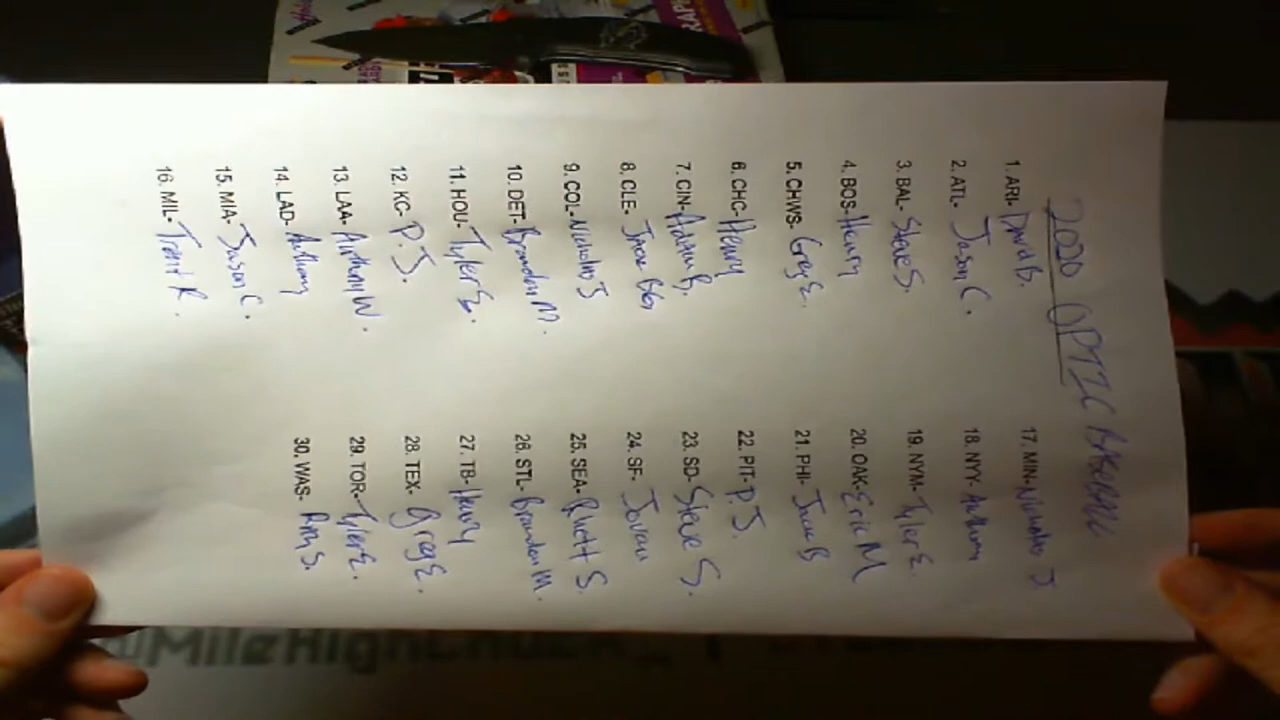 2020 OPTIC BASEBALL
1. ARI- David B.
2. ATL- Jason C.
3. BAL- Steve S.
4. BOS- Henry
5. CHWS- Greg E.
6. CHC- Henry
7. CIN- Adam B.
8. CLE-
9. COL- Nicholas J
10. DET- Brandon M.
11. HOU- Tyler E.
12. KC- P.J.
13. LAA- Anthony W.
14. LAD- Anthony
15. MIA- Jason C.
16. MIL- Trent R.
17. MIN- Nicholas J
18. NYY- Anthony
19. NYM- Tyler E.
20. OAK- Eric M
21. PHI-
22. PIT- P.J.
23. SD- Steve S.
24. SF- Jovan
25. SEA- Rhett S.
26. STL- Brandon M.
27. TB- Henry
28. TEX- Greg E.
29. TOR- Tyler E.
30. WAS- S.